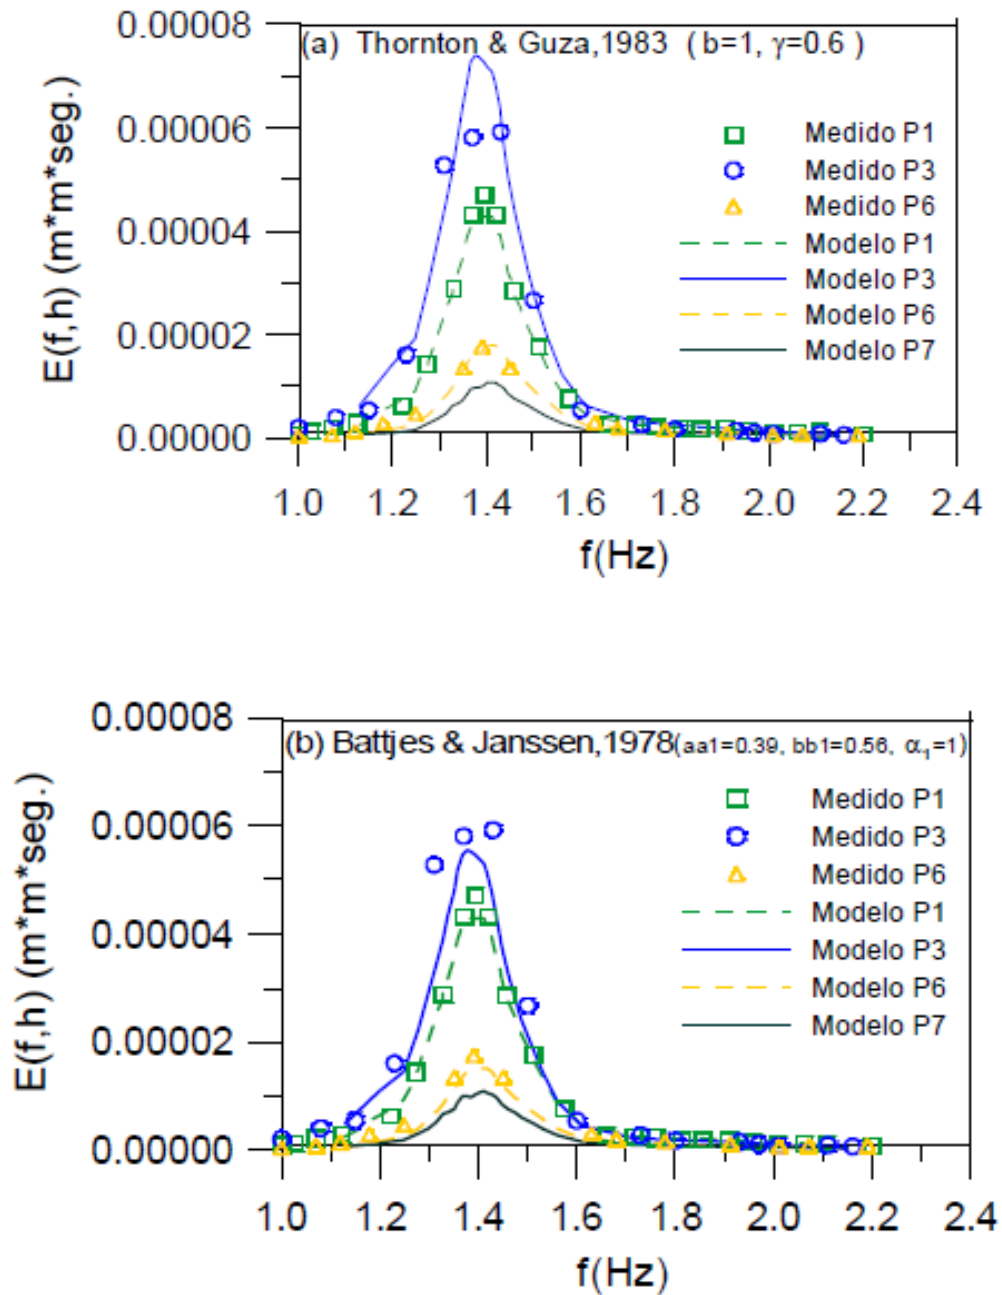 (a) Thornton & Guza,1983 (b=1, γ=0.6 )
E(f,h) (m*m*seg.)
0.00008
0.00006
0.00004
0.00002
0.00000
Medido P1
Medido P3
Medido P6
Modelo P1
Modelo P3
Modelo P6
Modelo P7
1.0 1.2 1.4 1.6 1.8 2.0 2.2 2.4
f(Hz)
(b) Battjes & Janssen,1978(aa1=0.39, bb1=0.56, α₁=1)
E(f,h) (m*m*seg.)
0.00008
0.00006
0.00004
0.00002
0.00000
Medido P1
Medido P3
Medido P6
Modelo P1
Modelo P3
Modelo P6
Modelo P7
1.0 1.2 1.4 1.6 1.8 2.0 2.2 2.4
f(Hz)